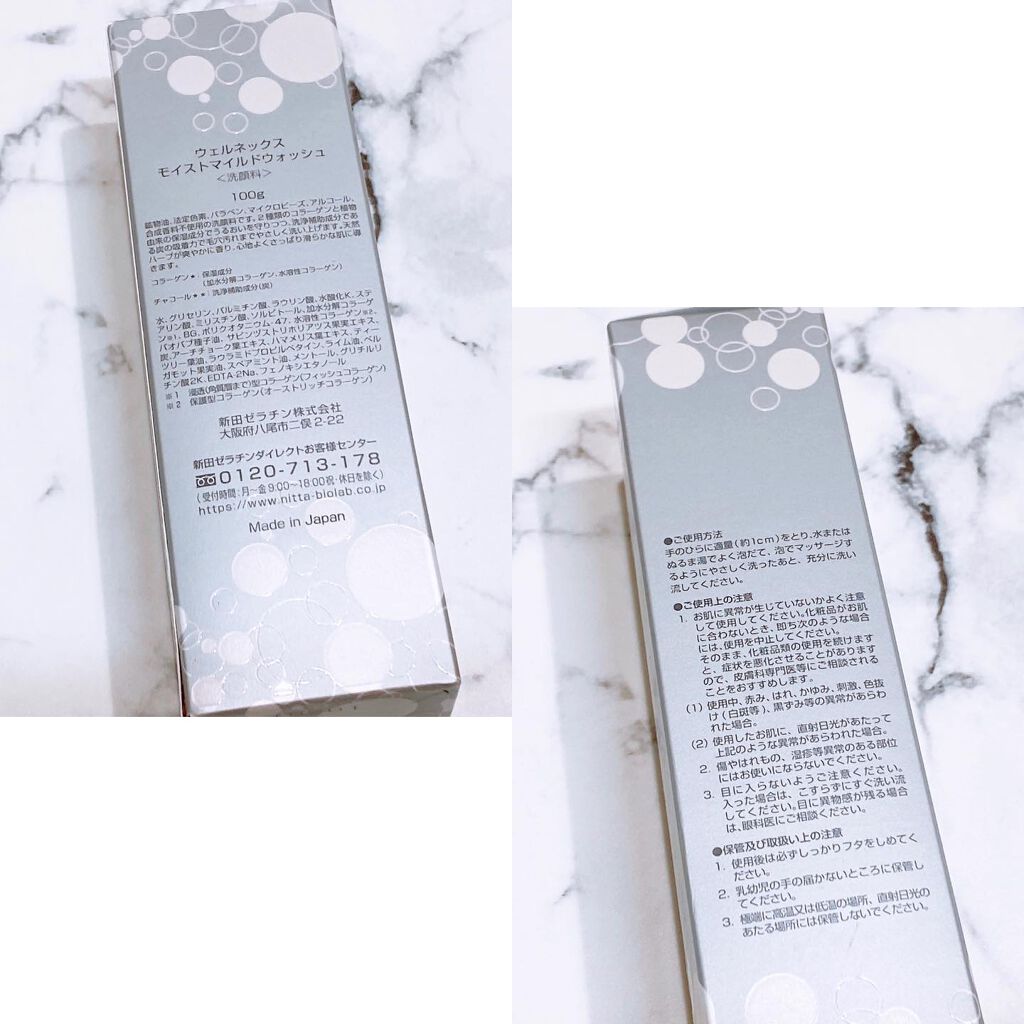 ウェルネックス
モイストマイルドウォッシュ
＜洗顔料＞
100g
鉱物油、法定色素、パラベン、マイクロビーズ、アルコール、
合成香料不使用の洗顔料です。2種類のコラーゲンと植物
由来の保湿成分でうるおいを守りつつ、洗浄補助成分であ
る炭の吸着力で毛穴汚れまでやさしく洗い上げます。天然
ハーブが爽やかに香り、心地よくさっぱり滑らかな肌に導
きます。
コラーゲン＊：保湿成分
（加水分解コラーゲン、水溶性コラーゲン）
チャコール＊＊：洗浄補助成分（炭）
水、グリセリン、パルミチン酸、ラウリン酸、水酸化K、ステ
アリン酸、ミリスチン酸、ソルビトール、加水分解コラーゲ
ン※1、BG、ポリクオタニウム-47、水溶性コラーゲン※2、
バオバブ種子油、サピンヅストリホリアツス果実エキス、
炭、アーチチョーク葉エキス、ハマメリス葉エキス、ティー
ツリー葉油、ラウラミドプロピルベタイン、ライム油、ベル
ガモット果実油、スペアミント油、メントール、グリチルリ
チン酸2K、EDTA-2Na、フェノキシエタノール
※1 浸透（角質層まで）型コラーゲン（フィッシュコラーゲン）
※2 保護型コラーゲン（オーストリッチコラーゲン）
新田ゼラチン株式会社
大阪府八尾市二俣2-22
新田ゼラチンダイレクトお客様センター
0120-713-178
（受付時間：月～金9:00～18:00祝・休日を除く）
https://www.nitta-biolab.co.jp
Made in Japan
●ご使用方法
手のひらに適量（約1cm）をとり、水または
ぬるま湯でよく泡だて、泡でマッサージす
るようにやさしく洗ったあと、充分に洗い
流してください。
●ご使用上の注意
1. お肌に異常が生じていないかよく注意
して使用してください。化粧品がお肌
に合わないとき、即ち次のような場合
には、使用を中止してください。
そのまま、化粧品類の使用を続けます
と、症状を悪化させることがあります
ので、皮膚科専門医等にご相談される
ことをおすすめします。
（1）使用中、赤み、はれ、かゆみ、刺激、色抜
け（白斑等）、黒ずみ等の異常があらわ
れた場合。
（2）使用したお肌に、直射日光があたって
上記のような異常があらわれた場合。
2. 傷やはれもの、湿疹等異常のある部位
にはお使いにならないでください。
3. 目に入らないようご注意ください。
入った場合は、こすらずにすぐ洗い流
してください。目に異物感が残る場合
は、眼科医にご相談ください。
●保管及び取扱い上の注意
1. 使用後は必ずしっかりフタをしめてく
ださい。
2. 乳幼児の手の届かないところに保管し
てください。
3. 極端に高温又は低温の場所、直射日光の
あたる場所には保管しないでください。